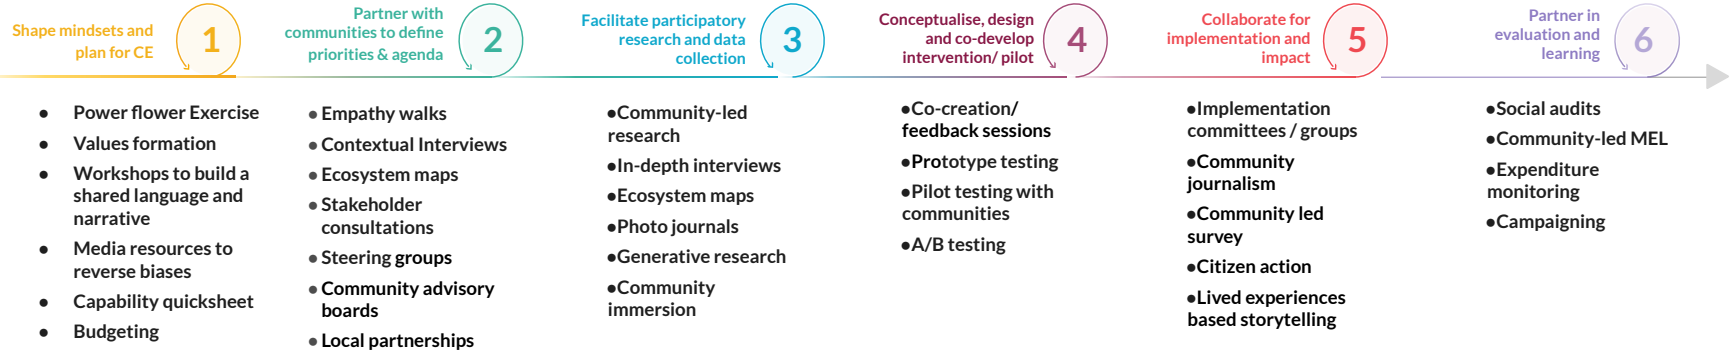 Shape mindsets and
plan for CE
1
Partner with
communities to define
priorities & agenda
2
Facilitate participatory
research and data
collection
3
Conceptualise, design
and co-develop
intervention/ pilot
4
Collaborate for
implementation and
impact
5
Partner in
evaluation and
learning
6
● Power flower Exercise
● Values formation
● Workshops to build a
shared language and
narrative
● Media resources to
reverse biases
● Capability quicksheet
● Budgeting
● Empathy walks
● Contextual Interviews
● Ecosystem maps
● Stakeholder
consultations
● Steering groups
● Community advisory
boards
● Local partnerships
●Community-led
research
●In-depth interviews
●Ecosystem maps
●Photo journals
●Generative research
●Community
immersion
●Co-creation/
feedback sessions
●Prototype testing
●Pilot testing with
communities
●A/B testing
●Implementation
committees / groups
●Community
journalism
●Community led
survey
●Citizen action
●Lived experiences
based storytelling
●Social audits
●Community-led MEL
●Expenditure
monitoring
●Campaigning